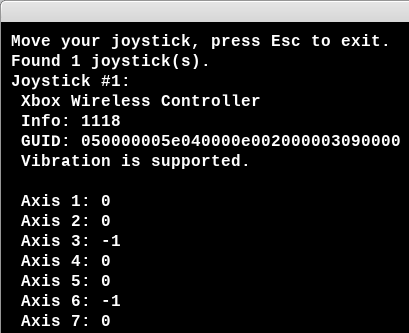 Move your joystick, press Esc to exit.
Found 1 joystick(s).
Joystick #1:
Xbox Wireless Controller
Info: 1118
GUID: 050000005e040000e002000003090000
Vibration is supported.
Axis 1: 0
Axis 2: 0
Axis 3: -1
Axis 4: 0
Axis 5: 0
Axis 6: -1
Axis 7: 0